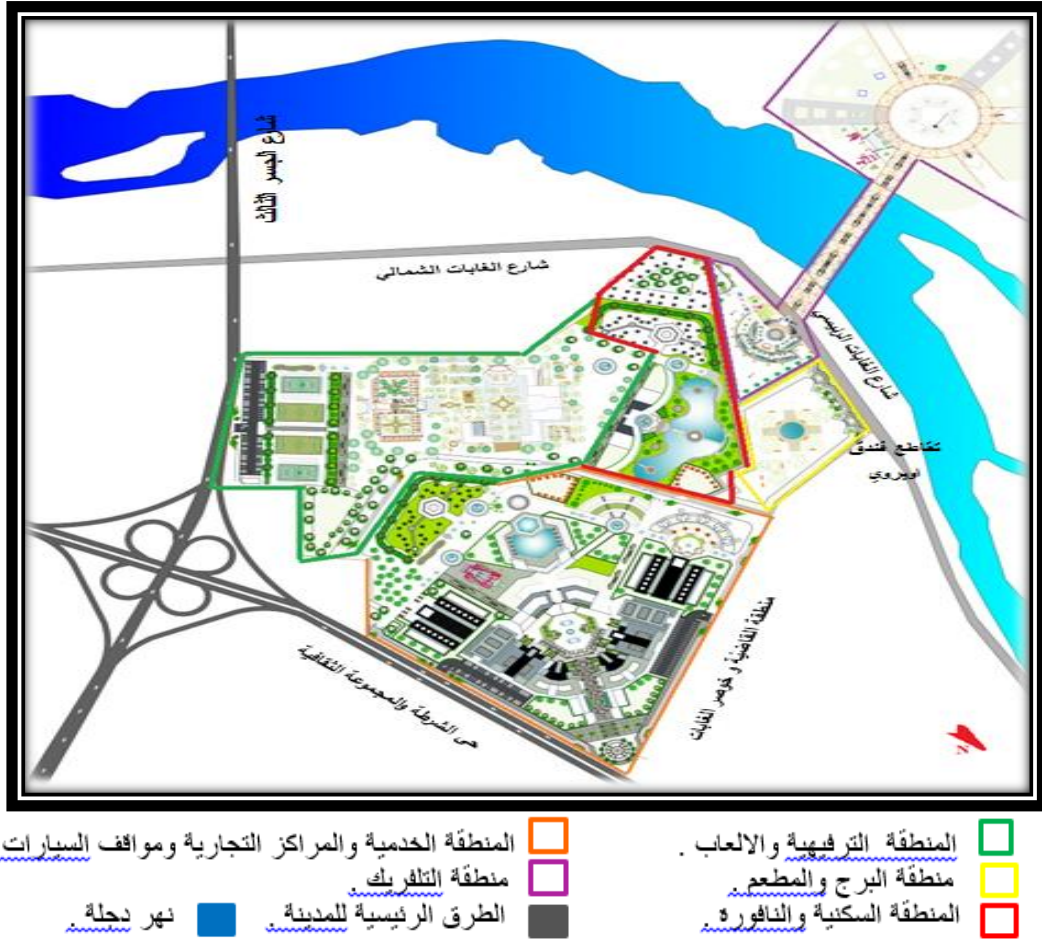 شارع الجسر الثالث
شارع الغابات الشمالي
شارع الغابات الرئيسي
تقاطع فندق
اوبروي
منطقة القاضية و خوصر الغابات
حي الشرطة والمجموعة الثقافية
المنطقة الترفيهية والالعاب .
منطقة البرج والمطعم .
المنطقة السكنية والنافورة .
المنطقة الخدمية والمراكز التجارية ومواقف السيارات
منطقة التلفريك .
الطرق الرئيسية للمدينة .
نهر دجلة .